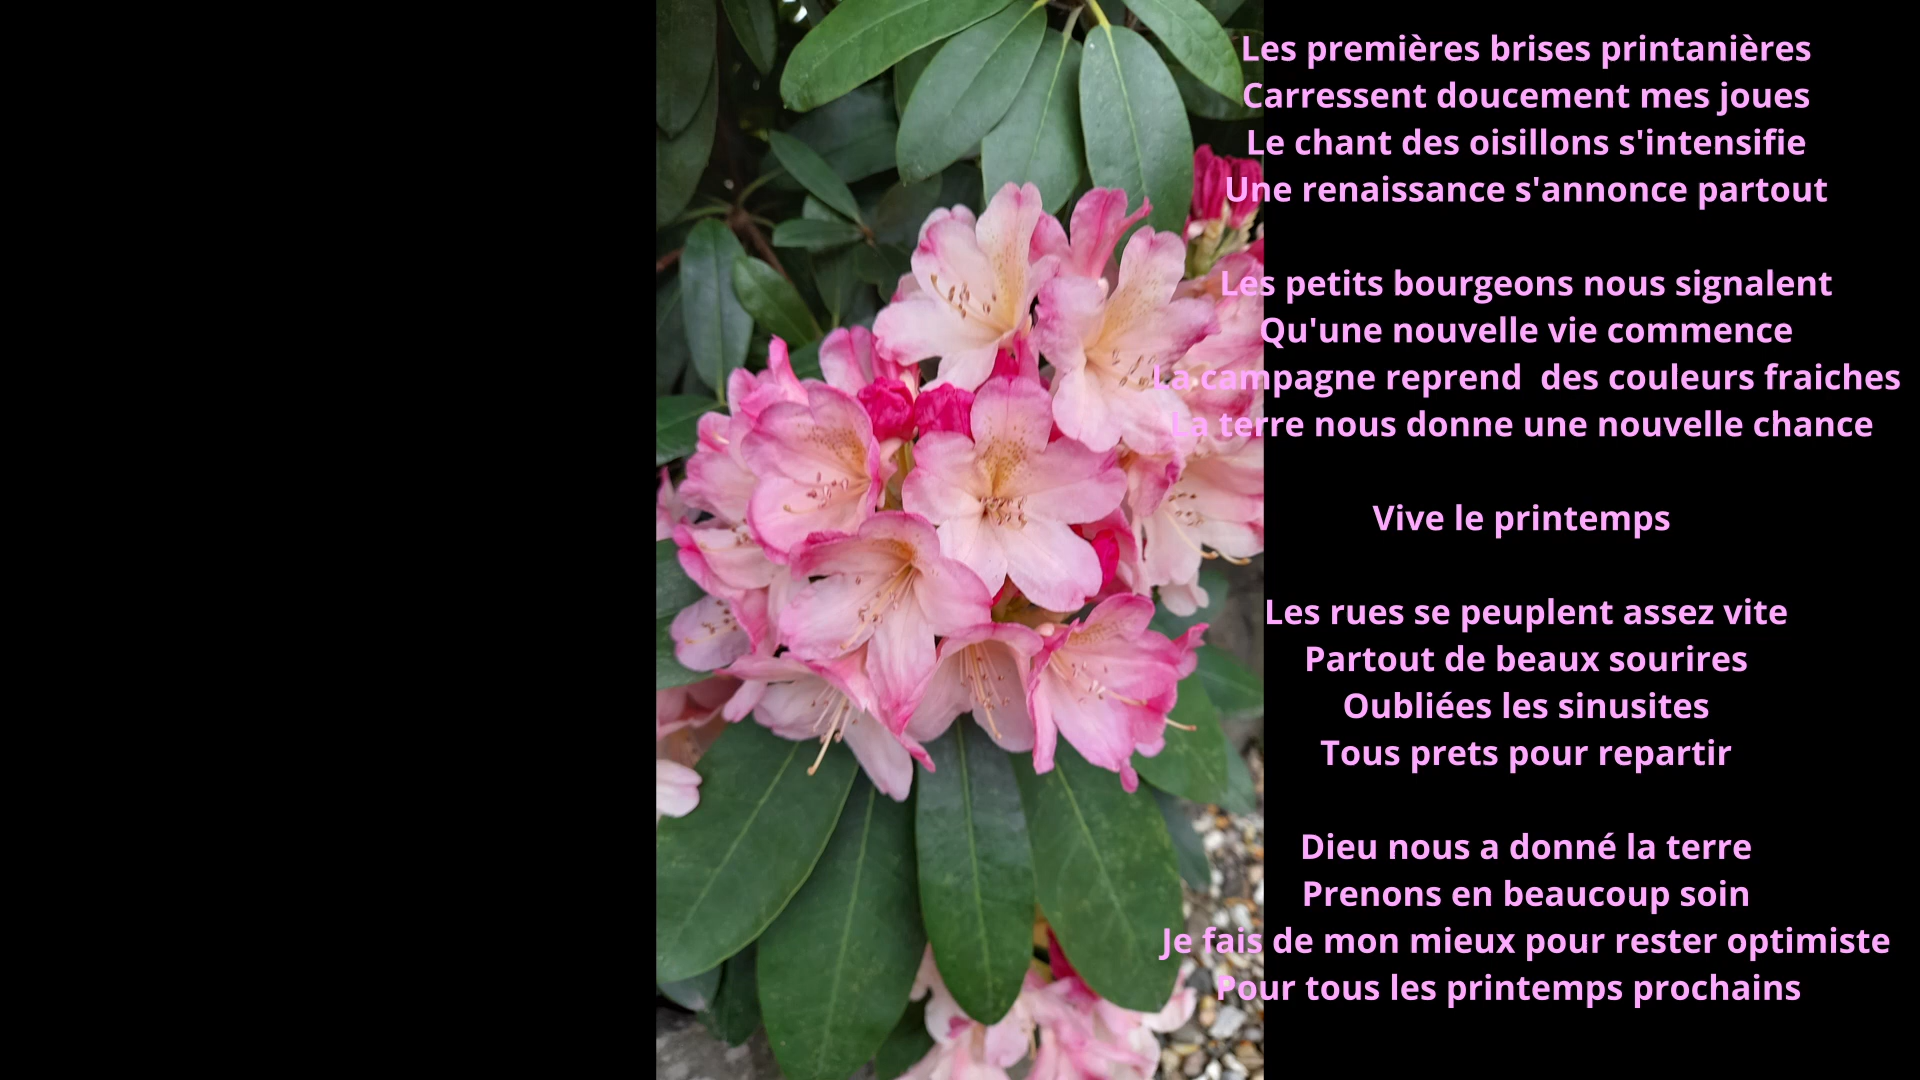 Les premières brises printanières
Carressent doucement mes joues
Le chant des oisillons s'intensifie
Une renaissance s'annonce partout
Les petits bourgeons nous signalent
Qu'une nouvelle vie commence
La campagne reprend  des couleurs fraiches
La terre nous donne une nouvelle chance
Vive le printemps
Les rues se peuplent assez vite
Partout de beaux sourires
Oubliées les sinusites
Tous prets pour repartir
Dieu nous a donné la terre
Prenons en beaucoup soin
Je fais de mon mieux pour rester optimiste
Pour tous les printemps prochains